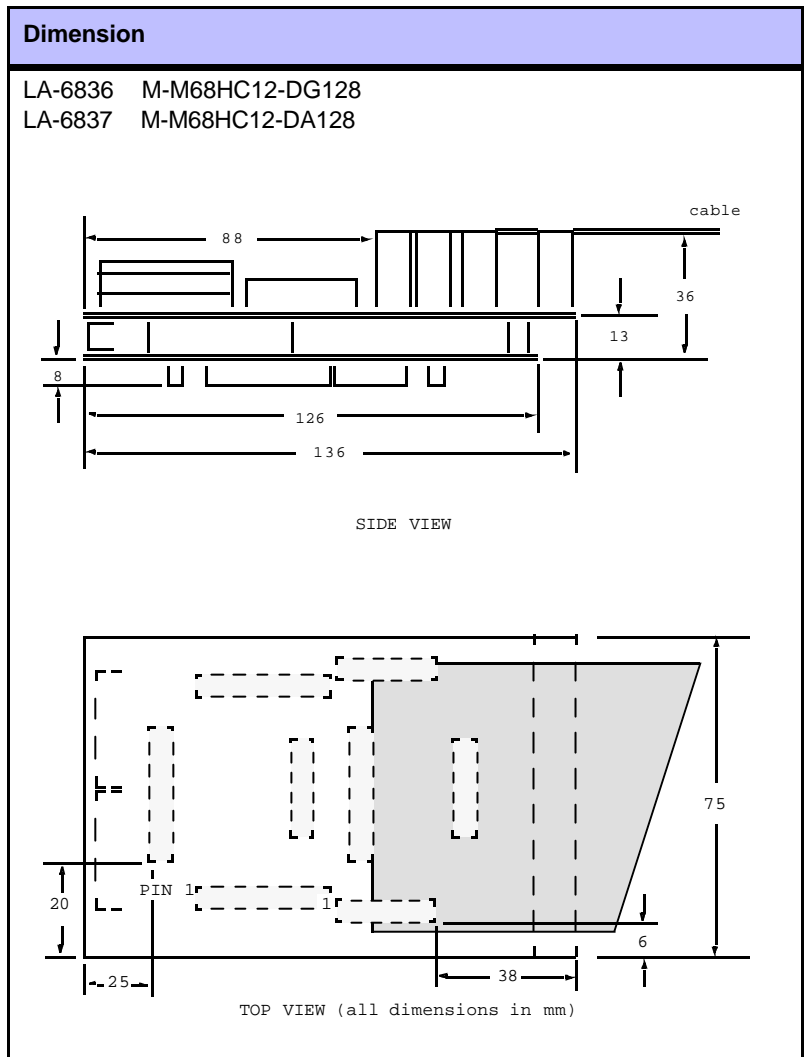 Dimension
LA-6836 M-M68HC12-DG128
LA-6837 M-M68HC12-DA128
cable
88
36
13
8
126
136
SIDE VIEW
75
PIN 1
1
20
6
25
38
TOP VIEW (all dimensions in mm)